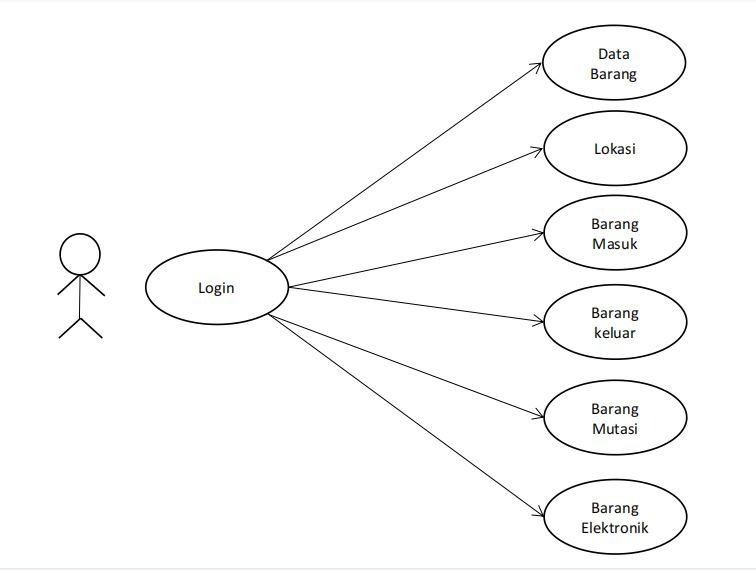 Data
Barang
Lokasi
Barang
Masuk
Login
Barang
keluar
Barang
Mutasi
Barang
Elektronik